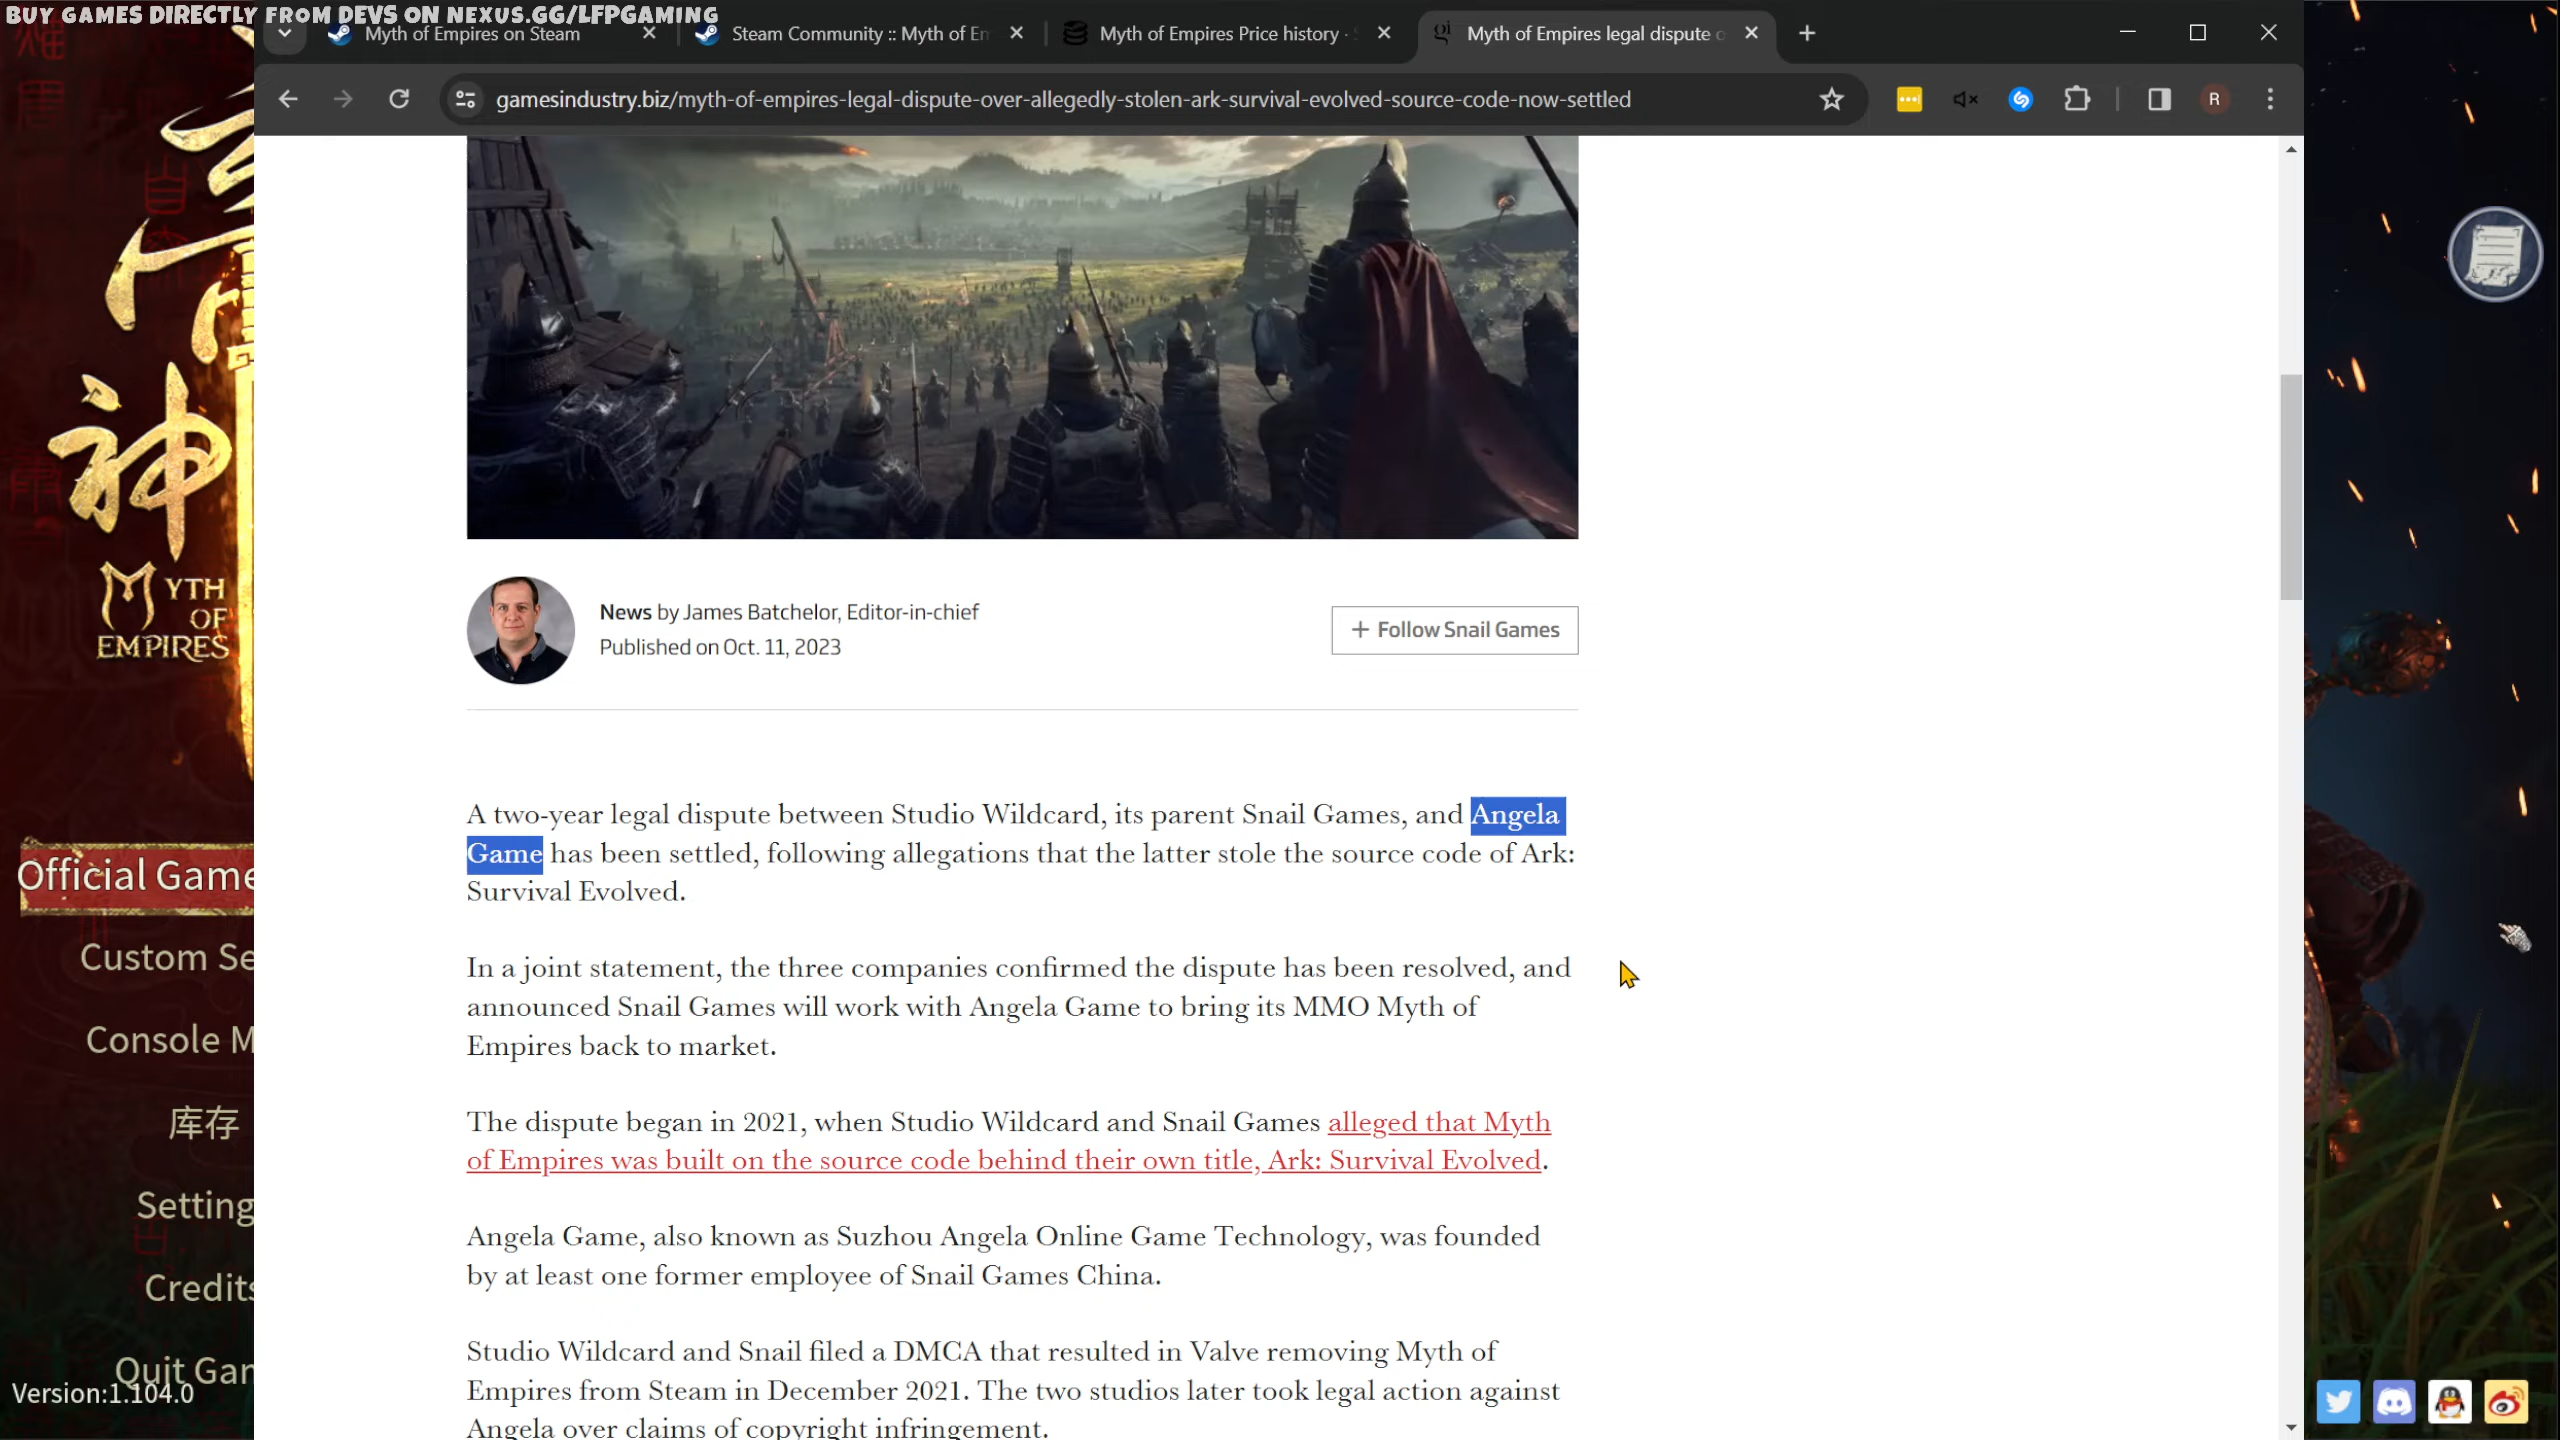 BUY GAMES DIRECTLY FROM DEVS ON NEXUS.GG/LFPGAMING
Myth of Empires on Steam
Steam Community :: Myth of Em
Myth of Empires Price history ·
gi
Myth of Empires legal dispute o
gamesindustry.biz/myth-of-empires-legal-dispute-over-allegedly-stolen-ark-survival-evolved-source-code-now-settled
R
神
MYTH
OF
EMPIRES
News by James Batchelor, Editor-in-chief
Published on Oct. 11, 2023
+ Follow Snail Games
A two-year legal dispute between Studio Wildcard, its parent Snail Games, and Angela
Game has been settled, following allegations that the latter stole the source code of Ark:
Survival Evolved.
In a joint statement, the three companies confirmed the dispute has been resolved, and
announced Snail Games will work with Angela Game to bring its MMO Myth of
Empires back to market.
The dispute began in 2021, when Studio Wildcard and Snail Games alleged that Myth
of Empires was built on the source code behind their own title, Ark: Survival Evolved.
Angela Game, also known as Suzhou Angela Online Game Technology, was founded
by at least one former employee of Snail Games China.
Studio Wildcard and Snail filed a DMCA that resulted in Valve removing Myth of
Empires from Steam in December 2021. The two studios later took legal action against
Angela over claims of copyright infringement.
Official Game
Custom Se
Console M
库存
Setting
Credits
Quit Gam
Version:1.104.0